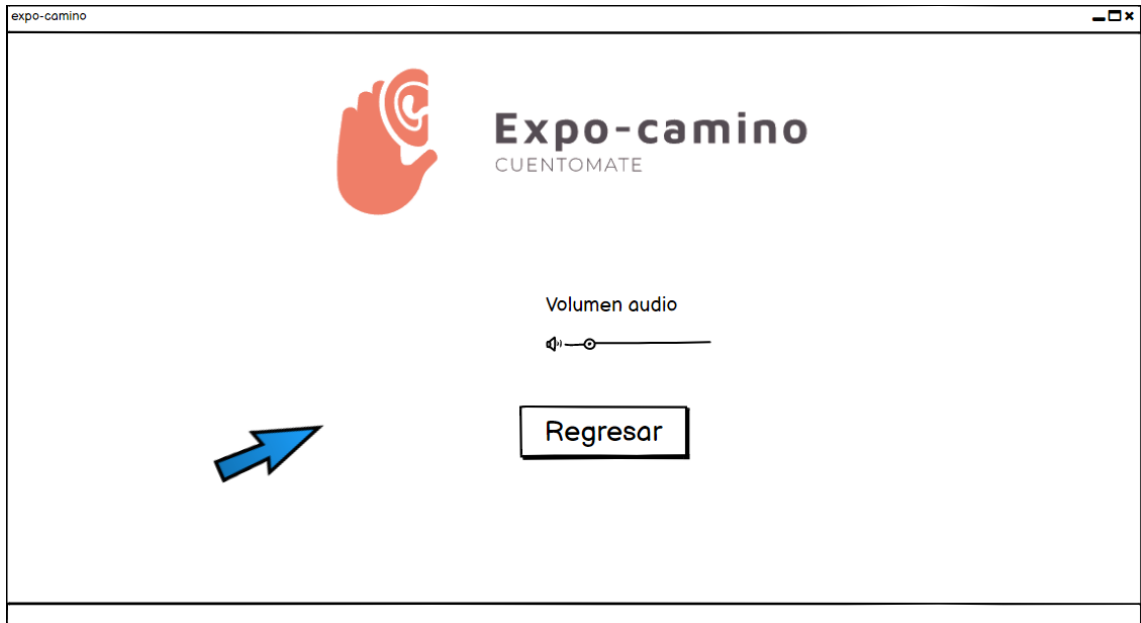 expo-camino
Expo-camino
CUENTOMATE
Volumen audio
Regresar